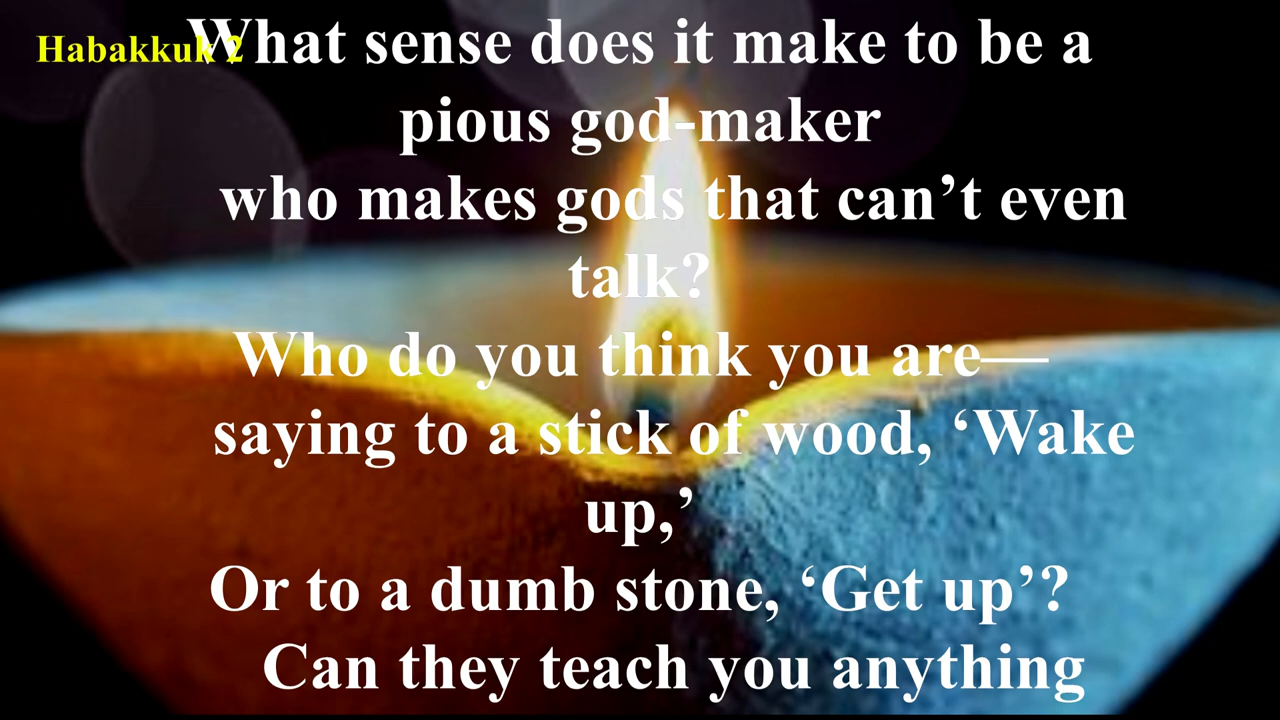 Habakkuk 2
What sense does it make to be a
pious god-maker
who makes gods that can’t even
talk?
Who do you think you are—
saying to a stick of wood, ‘Wake
up,’
Or to a dumb stone, ‘Get up’?
Can they teach you anything